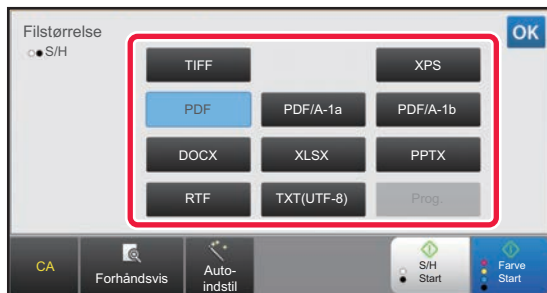 Filstørrelse
S/H
OK
TIFF
XPS
PDF
PDF/A-1a
PDF/A-1b
DOCX
XLSX
PPTX
RTF
TXT(UTF-8)
Prog.
CA
Forhåndsvis
Auto-
indstil
S/H
Start
Farve
Start